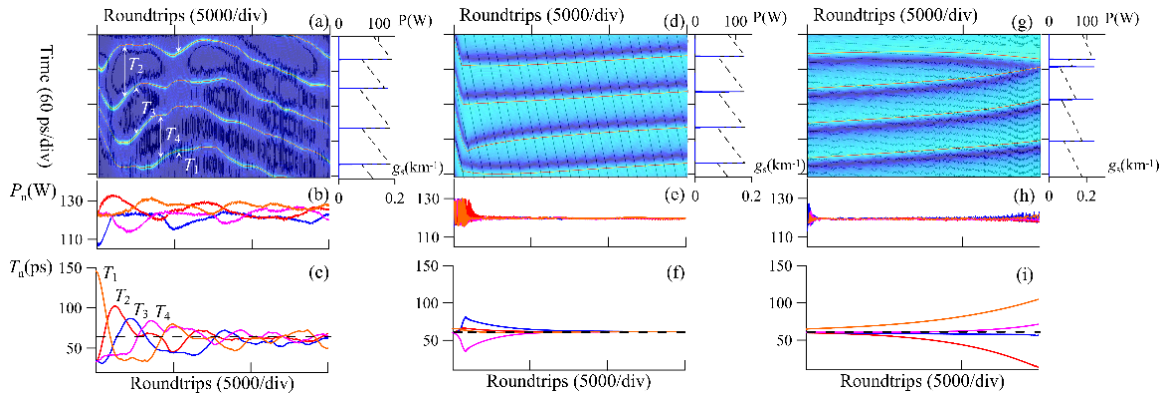 Roundtrips (5000/div) (a) 0 100 P(W)
Roundtrips (5000/div) (d) 0 100 P(W)
Roundtrips (5000/div) (g) 0 100 P(W)
Time (60 ps/div)
T2
T3
T4
T1
gs(km-1)
gs(km-1)
gs(km-1)
0 0.2
0 0.2
0 0.2
Pn(W)
130
110
(b)
130
110
(e)
130
110
(h)
Tn(ps)
150
100
50
T1
T2 T3 T4
(c)
150
100
50
(f)
150
100
50
(i)
Roundtrips (5000/div)
Roundtrips (5000/div)
Roundtrips (5000/div)